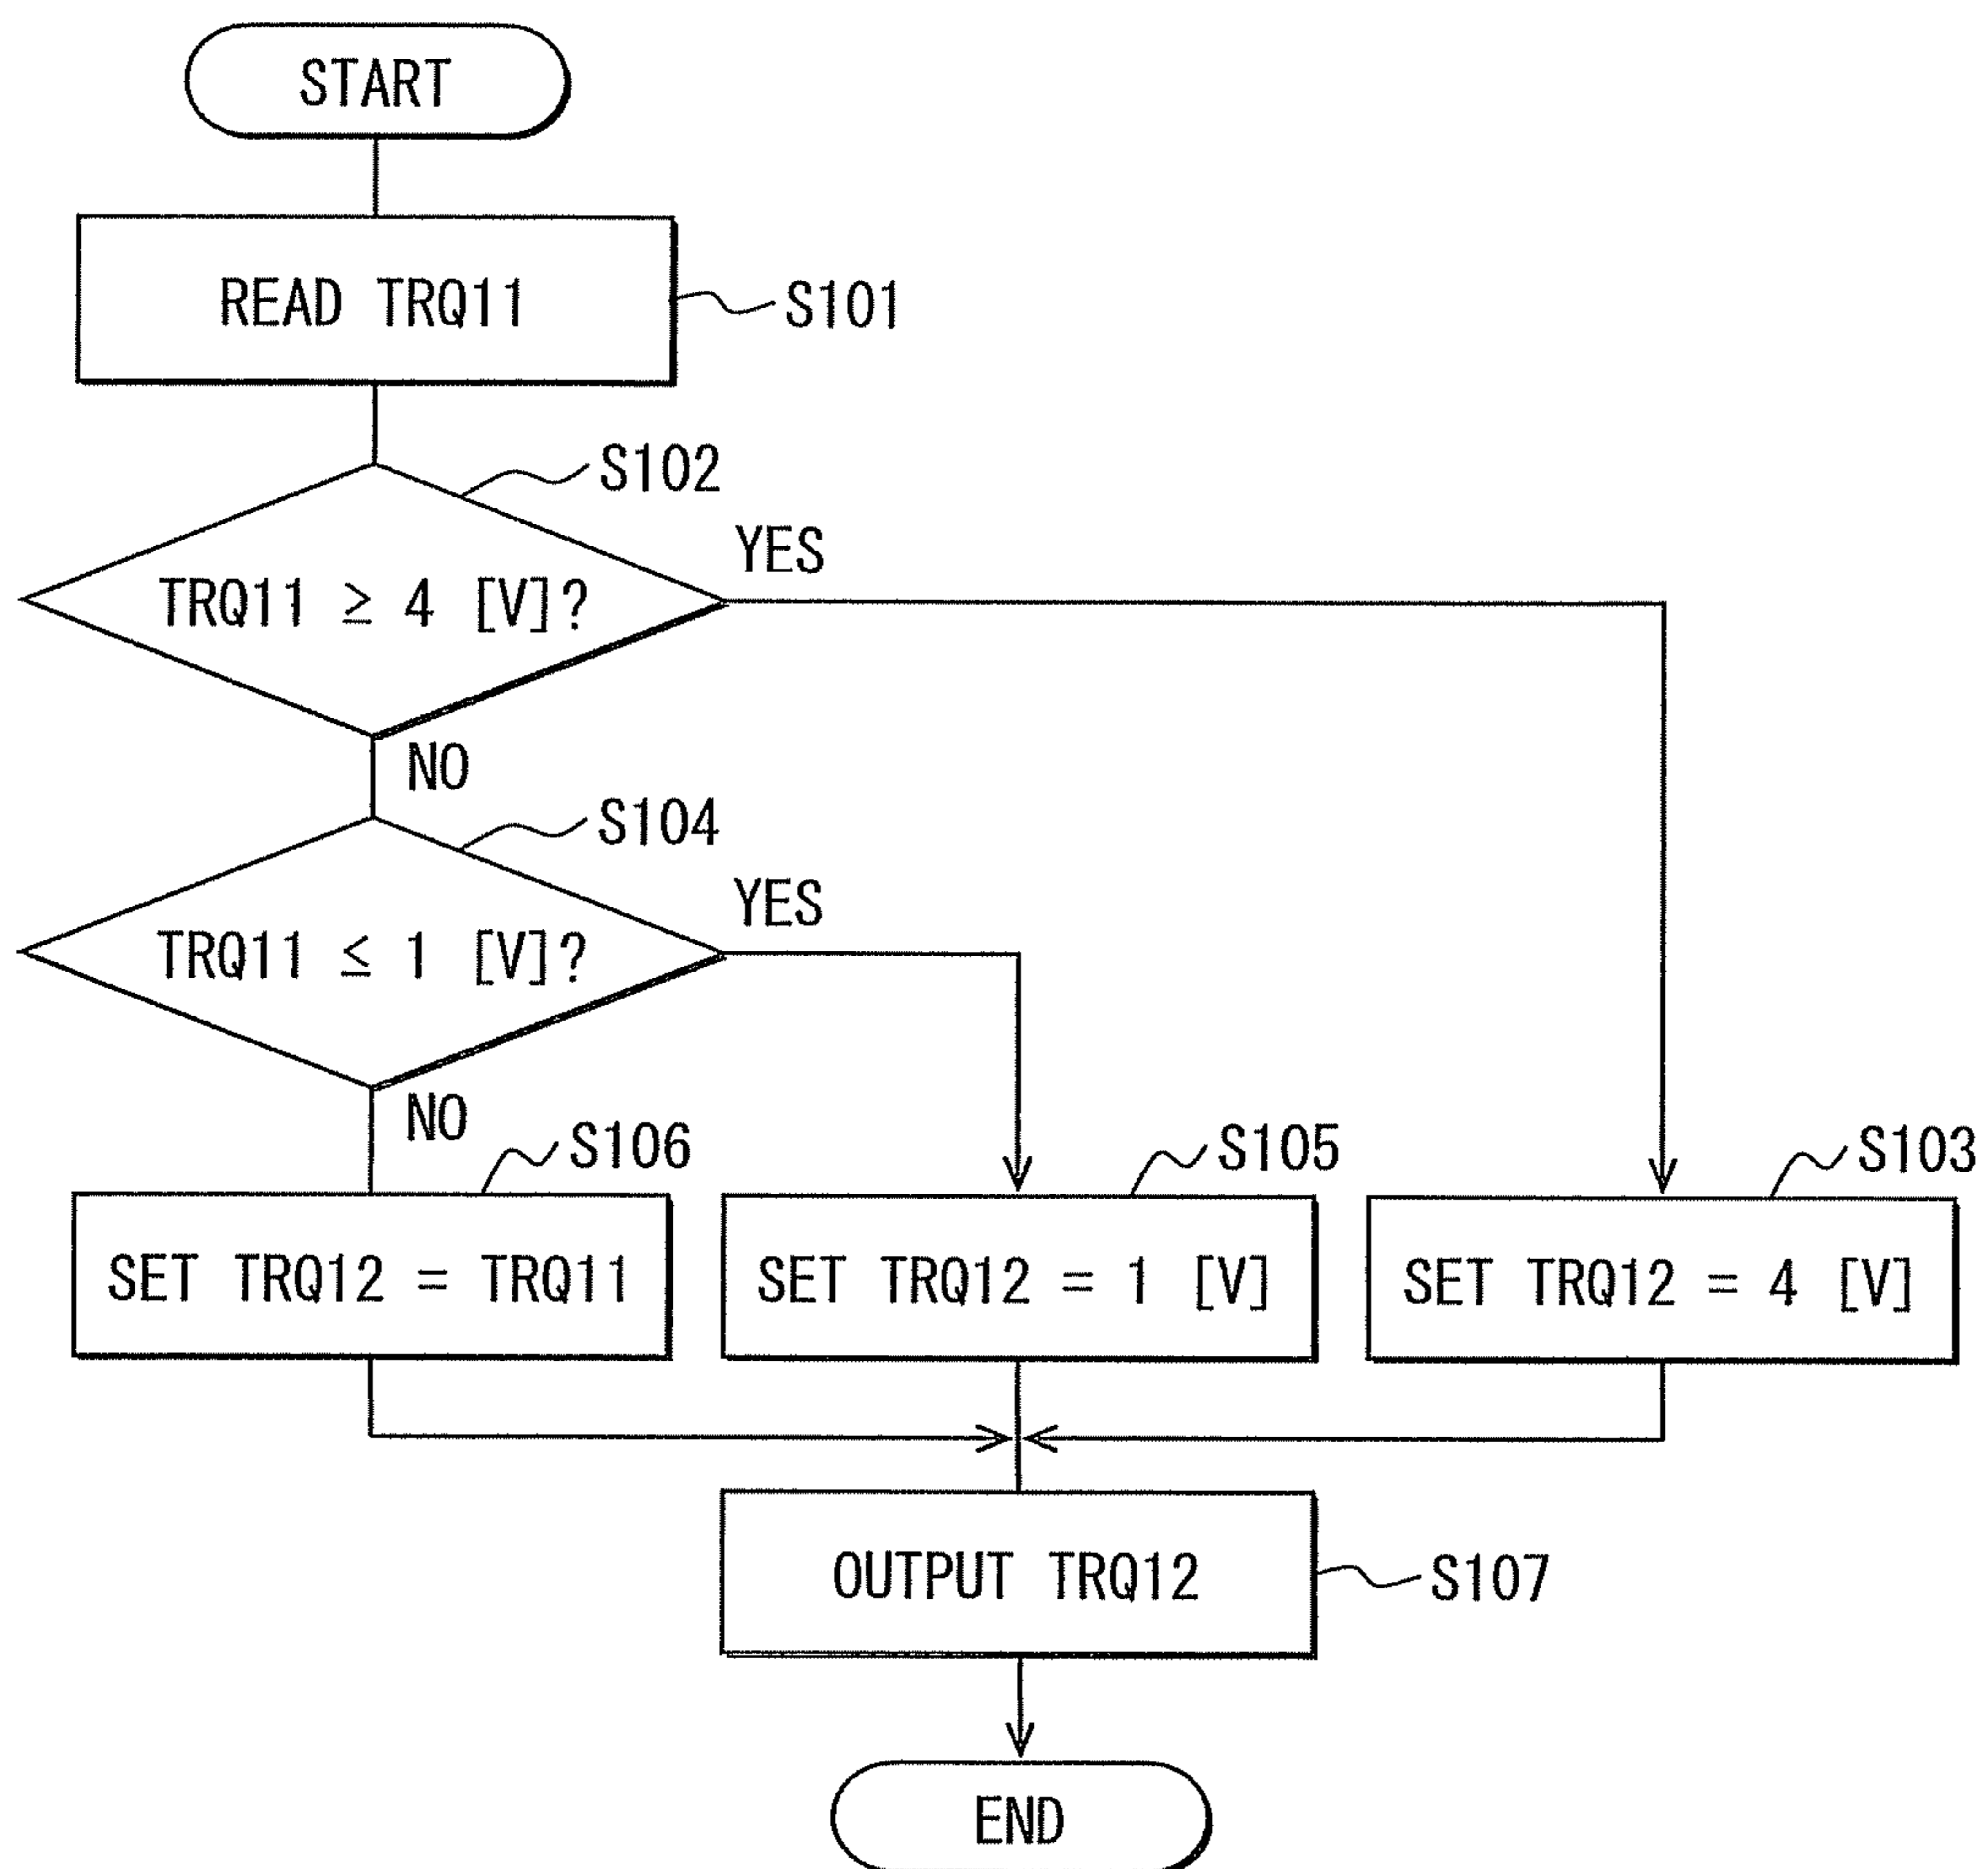 START
READ TRQ11
S101
S102
TRQ11 ≥ 4 [V]?
YES
NO
S104
TRQ11 ≤ 1 [V]?
YES
NO
S106
SET TRQ12 = TRQ11
S105
SET TRQ12 = 1 [V]
S103
SET TRQ12 = 4 [V]
OUTPUT TRQ12
S107
END